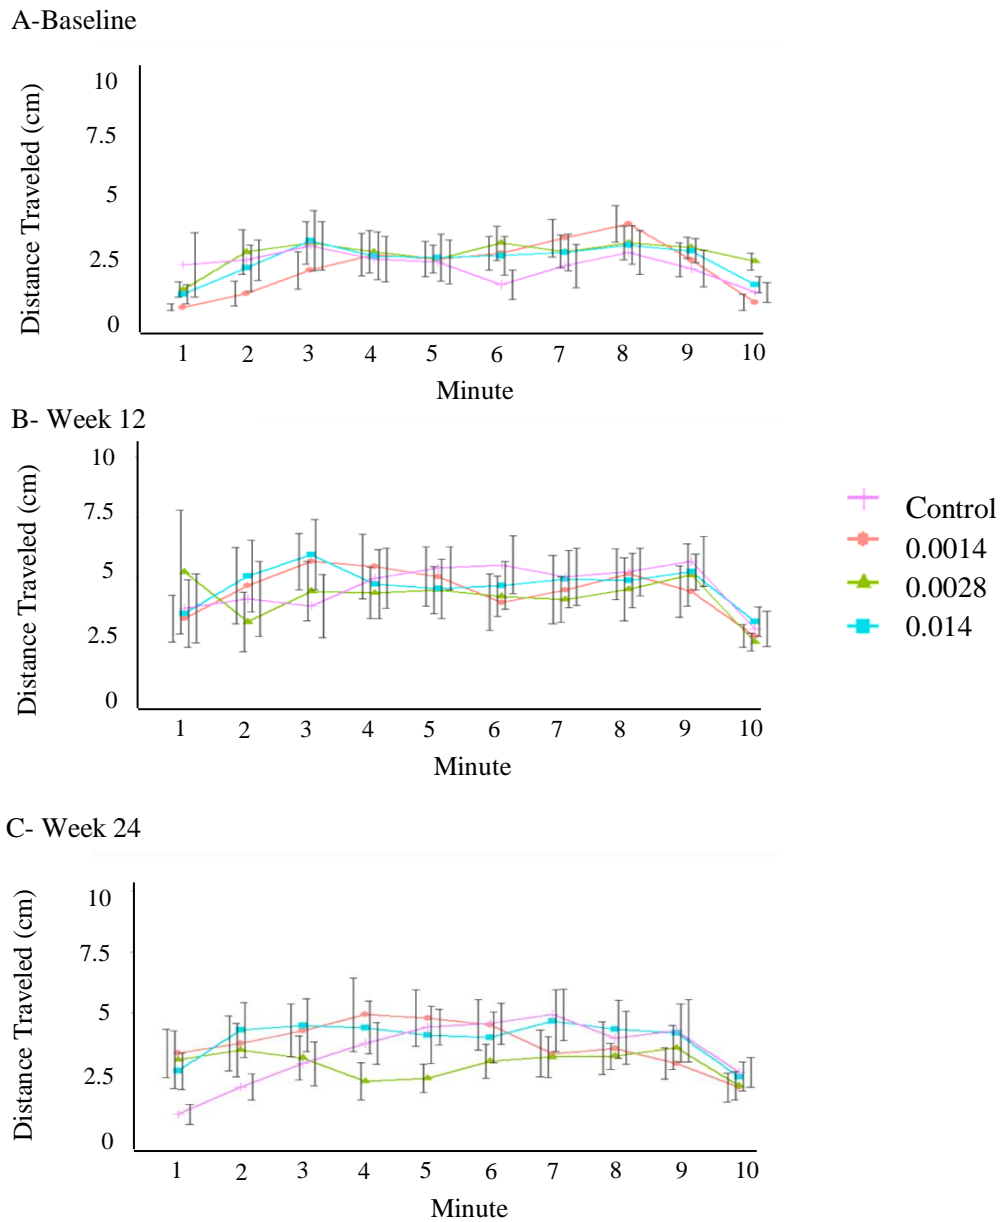 A-Baseline
10
7.5
5
2.5
0
Distance Traveled (cm)
1 2 3 4 5 6 7 8 9 10
Minute
B- Week 12
10
7.5
5
2.5
0
Distance Traveled (cm)
1 2 3 4 5 6 7 8 9 10
Minute
Control
0.0014
0.0028
0.014
C- Week 24
10
7.5
5
2.5
0
Distance Traveled (cm)
1 2 3 4 5 6 7 8 9 10
Minute